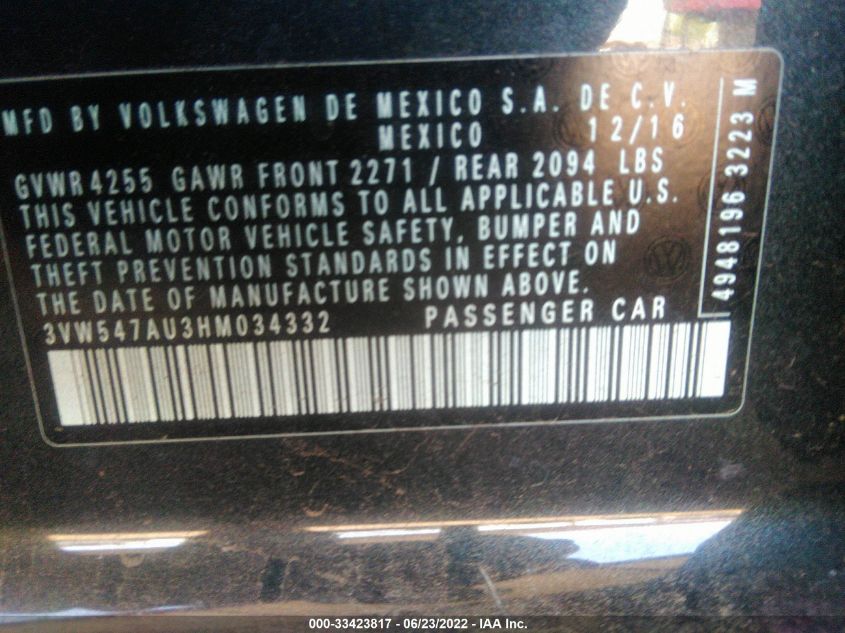 MFD BY VOLKSWAGEN DE MEXICO S.A. DE C.V.
MEXICO 12/16
GVWR 4255 GAWR FRONT 2271 / REAR 2094 LBS
THIS VEHICLE CONFORMS TO ALL APPLICABLE U.S.
FEDERAL MOTOR VEHICLE SAFETY, BUMPER AND
THEFT PREVENTION STANDARDS IN EFFECT ON
THE DATE OF MANUFACTURE SHOWN ABOVE.
3VW547AU3HM034332 PASSENGER CAR
4948196 3223 M
000-33423817 - 06/23/2022 - IAA Inc.